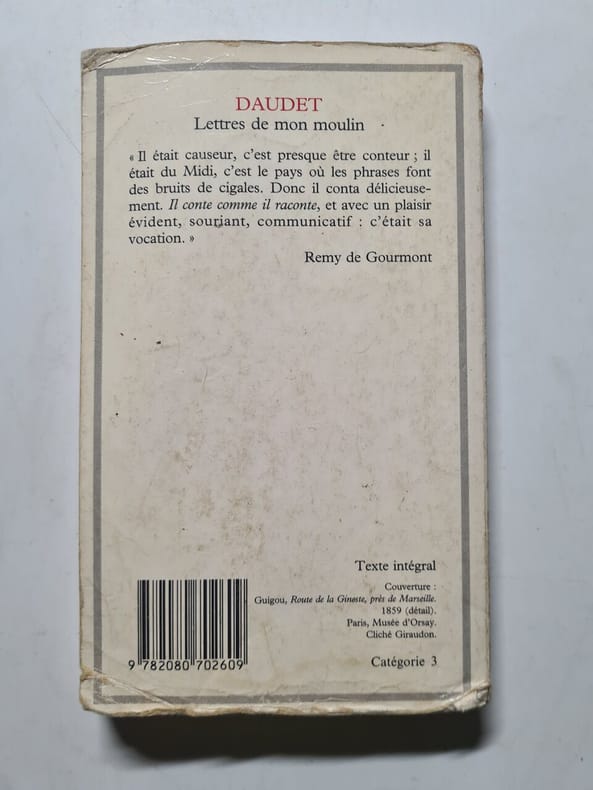 DAUDET
Lettres de mon moulin
« Il était causeur, c'est presque être conteur ; il
était du Midi, c'est le pays où les phrases font
des bruits de cigales. Donc il conta délicieuse-
ment. Il conte comme il raconte, et avec un plaisir
évident, souriant, communicatif : c'était sa
vocation. »
Remy de Gourmont
Texte intégral
Couverture :
Guigou, Route de la Gineste, près de Marseille.
1859 (détail).
Paris, Musée d'Orsay.
Cliché Giraudon.
9 782080 702609
Catégorie 3